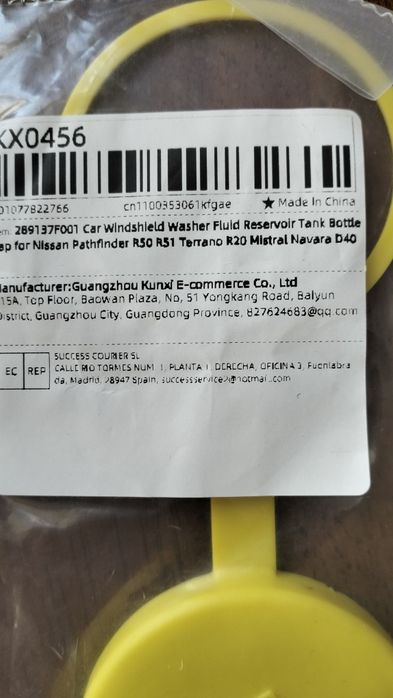 KX0456
01077822766 cn1100353061kfgae ★ Made In China
em: 289137F001 Car Windshield Washer Fluid Reservoir Tank Bottle
ap for Nissan Pathfinder R50 R51 Terrano R20 Mistral Navara D40
anufacturer:Guangzhou Kunxi E-commerce Co., Ltd
15A, Top Floor, Baowan Plaza, No, 51 Yongkang Road, Baiyun
District, Guangzhou City, Guangdong Province, 827624683@qq.com
EC REP
SUCCESS COURIER SL
CALLE RIO TORMES NUM. 1, PLANTA 1, DERECHA, OFICINA 3, Fuenlabra
da, Madrid, 28947 Spain, successservice2@hotmail.com